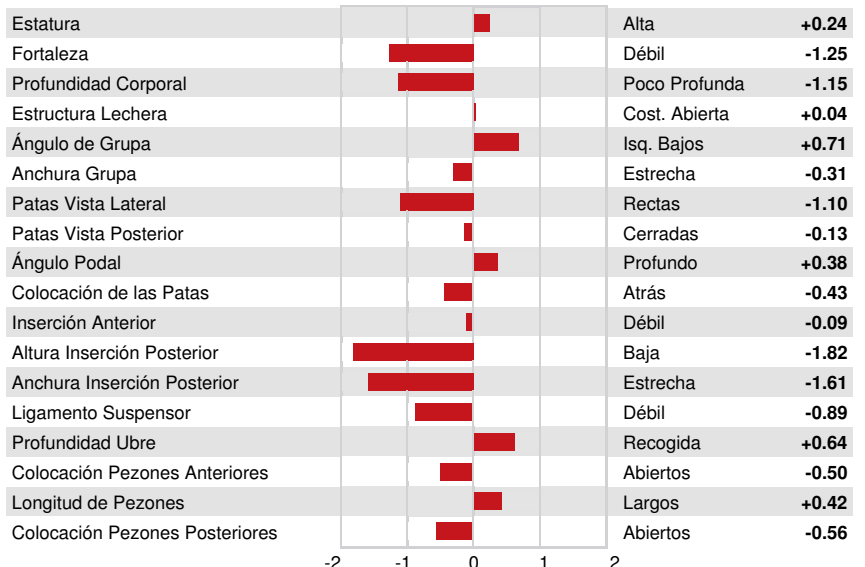 Estatura Alta +0.24
Fortaleza Débil -1.25
Profundidad Corporal Poco Profunda -1.15
Estructura Lechera Cost. Abierta +0.04
Ángulo de Grupa Isq. Bajos +0.71
Anchura Grupa Estrecha -0.31
Patas Vista Lateral Rectas -1.10
Patas Vista Posterior Cerradas -0.13
Ángulo Podal Profundo +0.38
Colocación de las Patas Atrás -0.43
Inserción Anterior Débil -0.09
Altura Inserción Posterior Baja -1.82
Anchura Inserción Posterior Estrecha -1.61
Ligamento Suspensor Débil -0.89
Profundidad Ubre Recogida +0.64
Colocación Pezones Anteriores Abiertos -0.50
Longitud de Pezones Largos +0.42
Colocación Pezones Posteriores Abiertos -0.56
-2 -1 0 1 2